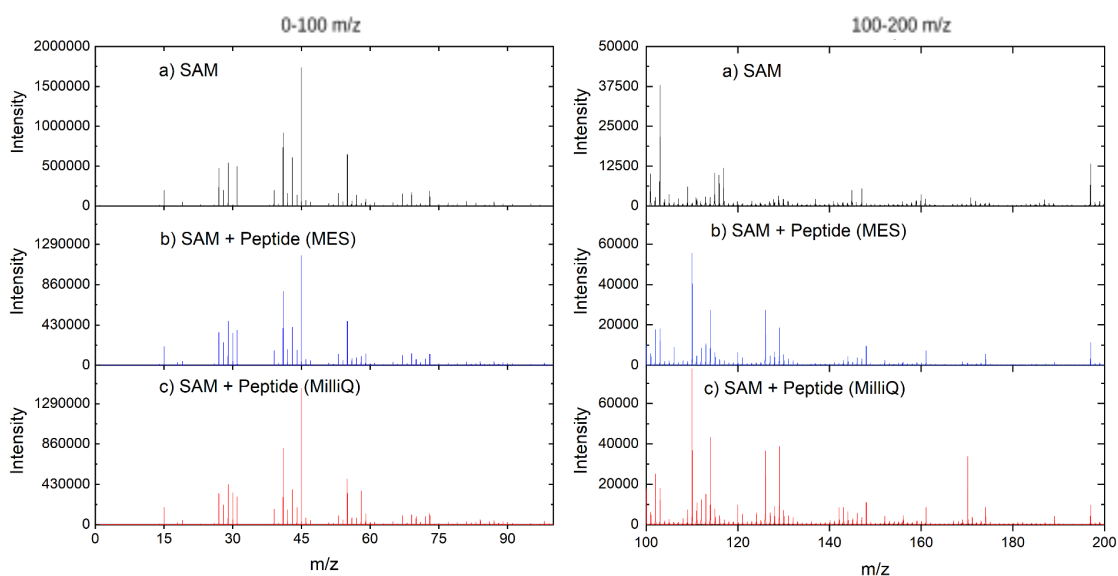 0-100 m/z
2000000
1500000
1000000
500000
0
a) SAM
Intensity
1290000
860000
430000
0
b) SAM + Peptide (MES)
Intensity
1290000
860000
430000
0
c) SAM + Peptide (MilliQ)
Intensity
0 15 30 45 60 75 90
m/z
100-200 m/z
50000
37500
25000
12500
0
a) SAM
Intensity
60000
40000
20000
0
b) SAM + Peptide (MES)
Intensity
60000
40000
20000
0
c) SAM + Peptide (MilliQ)
Intensity
100 120 140 160 180 200
m/z